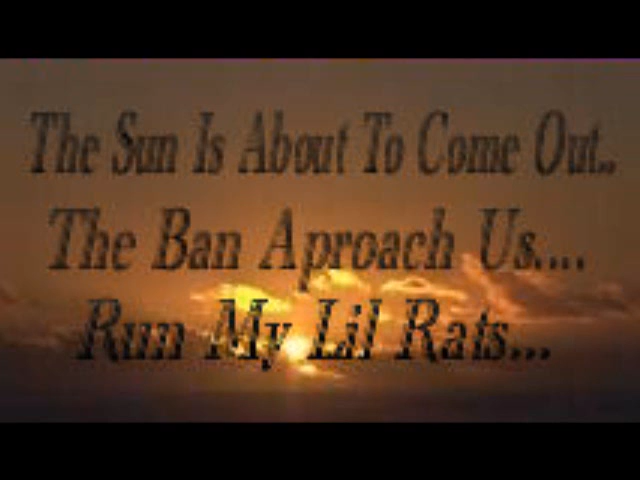 The Sun Is About To Come Out..
The Ban Aproach Us....
Run My Lil Rats...